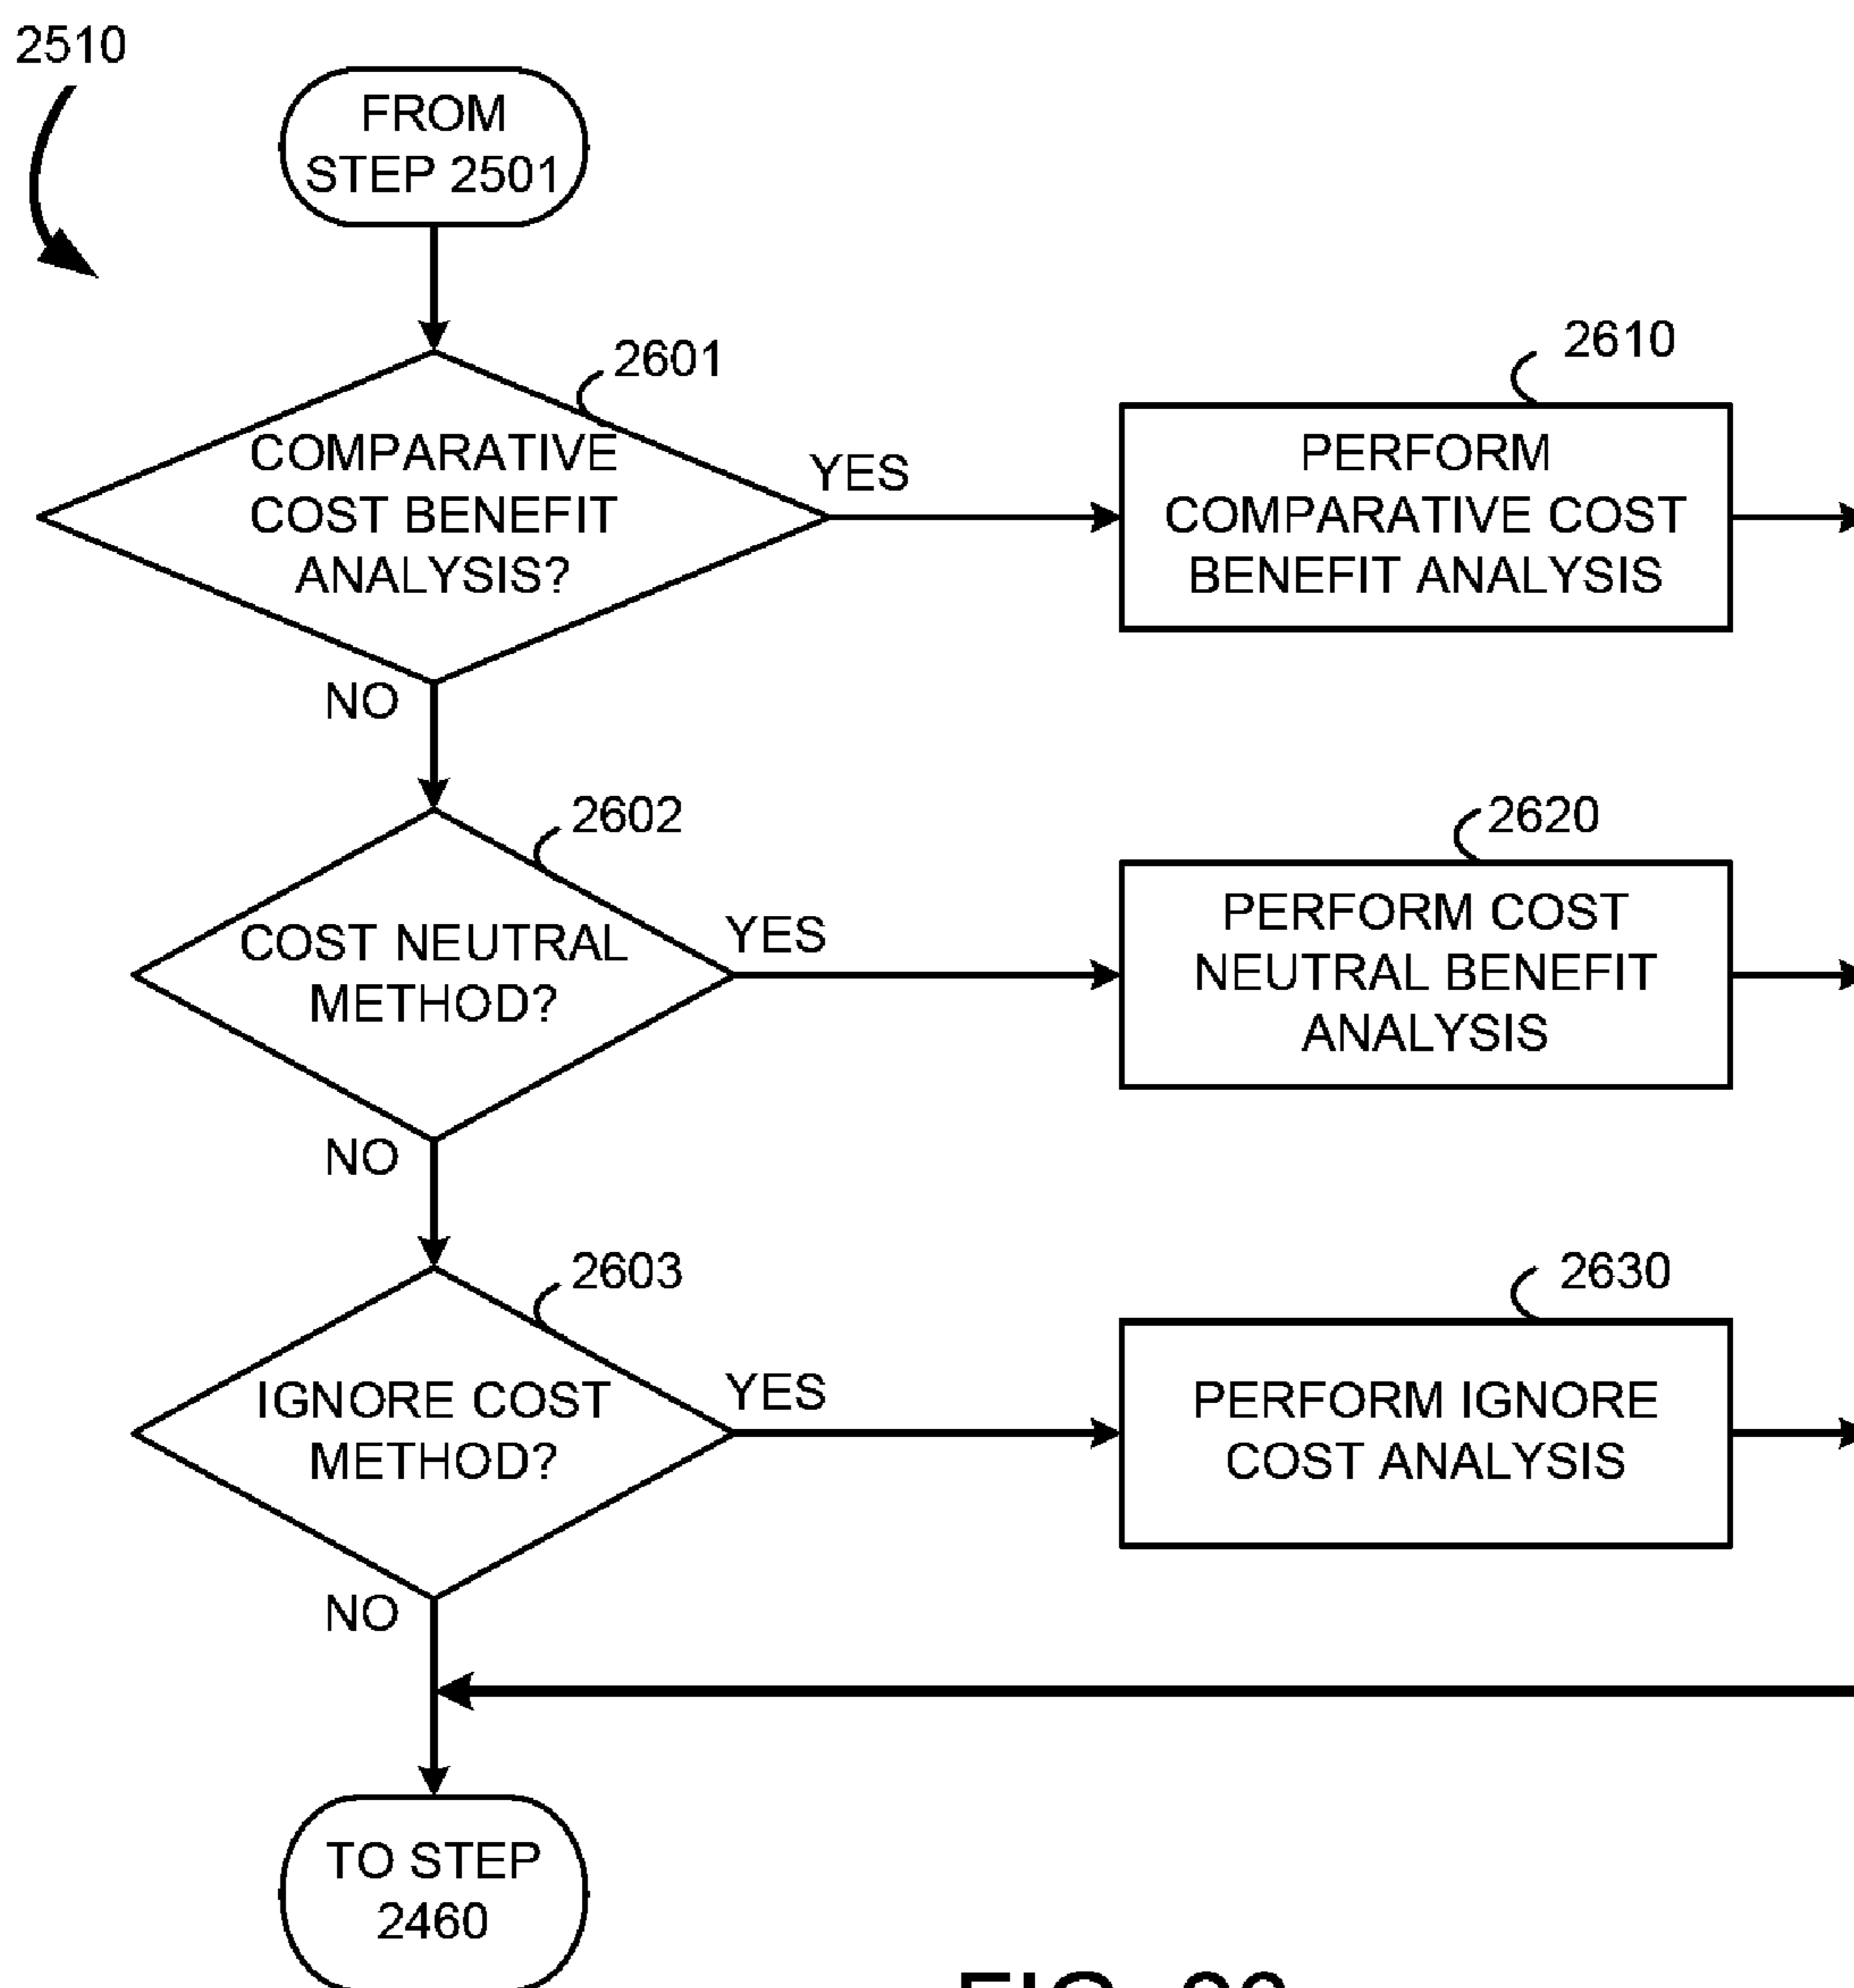 2510
FROM
STEP 2501
2601
COMPARATIVE
COST BENEFIT
ANALYSIS?
YES
2610
PERFORM
COMPARATIVE COST
BENEFIT ANALYSIS
NO
2602
COST NEUTRAL
METHOD?
YES
2620
PERFORM COST
NEUTRAL BENEFIT
ANALYSIS
NO
2603
IGNORE COST
METHOD?
YES
2630
PERFORM IGNORE
COST ANALYSIS
NO
TO STEP
2460
FIG.